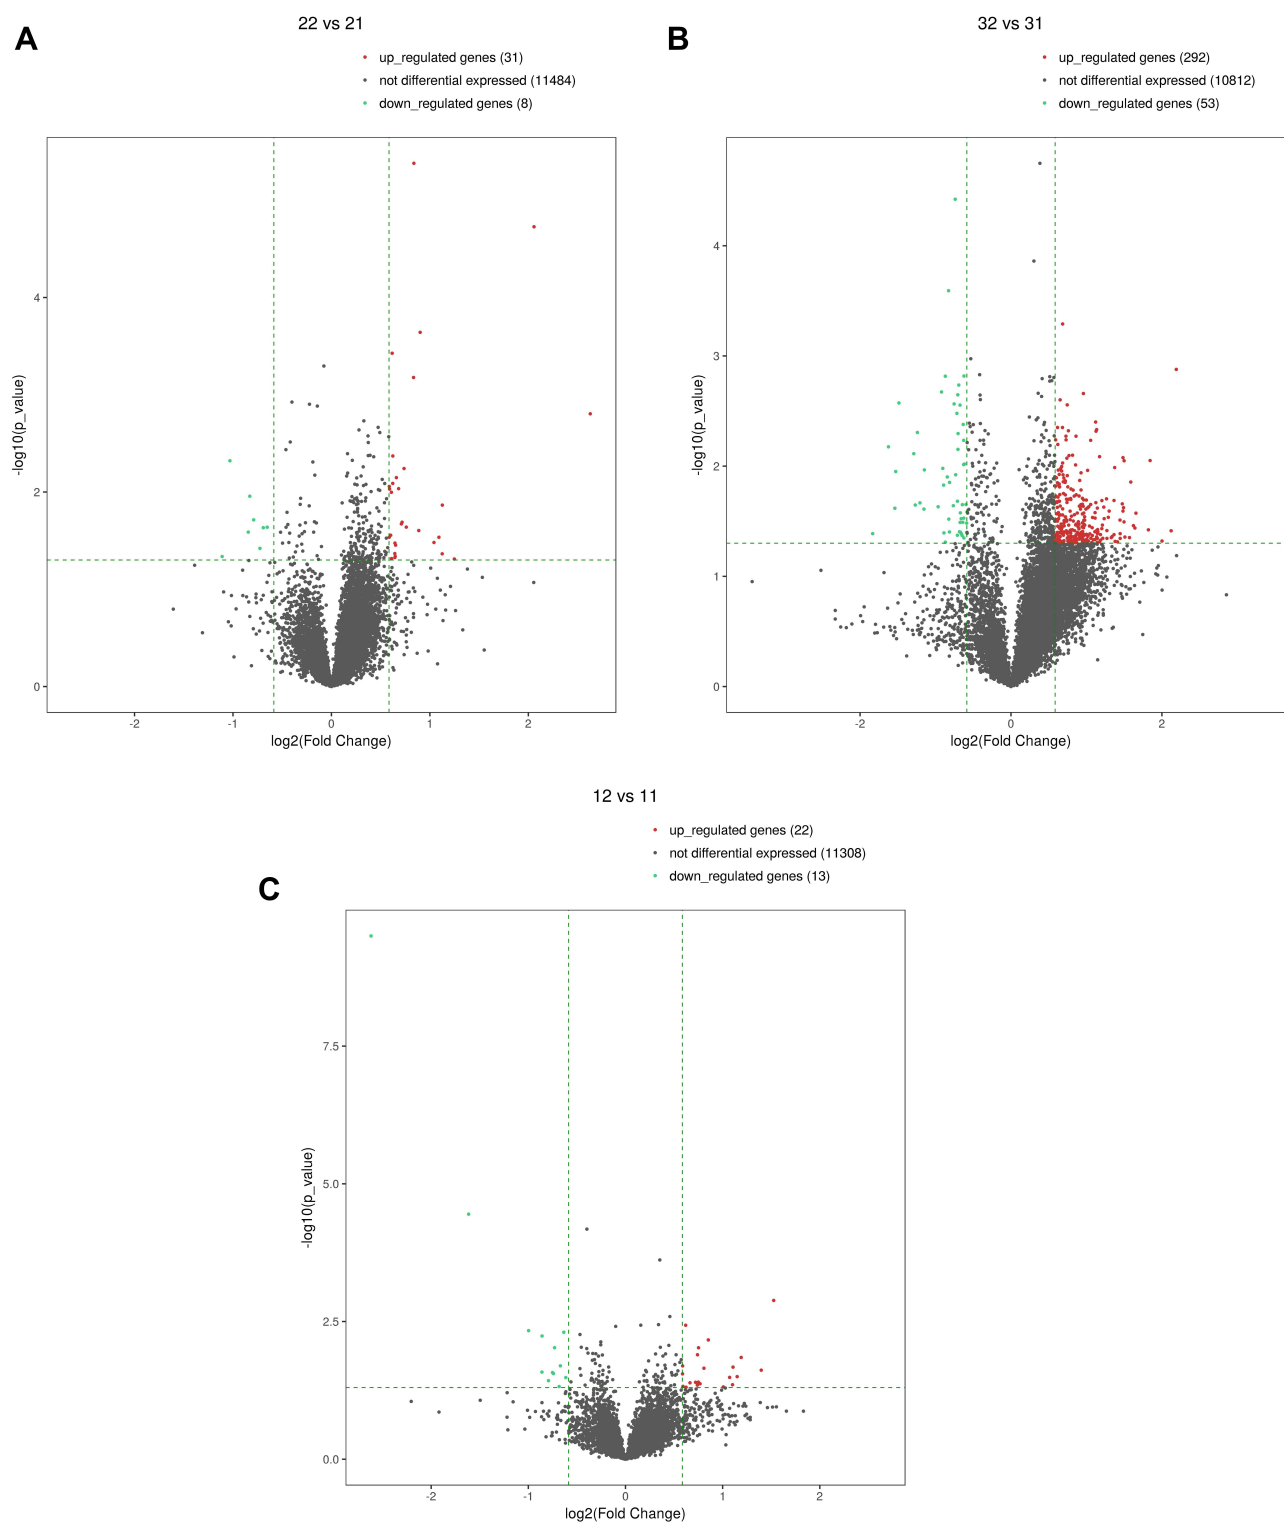 A
22 vs 21
up_regulated genes (31)
not differential expressed (11484)
down_regulated genes (8)
-log10(p_value)
4
2
0
-2
-1
0
1
2
log2(Fold Change)
B
32 vs 31
up_regulated genes (292)
not differential expressed (10812)
down_regulated genes (53)
-log10(p_value)
4
3
2
1
0
-2
0
2
log2(Fold Change)
C
12 vs 11
up_regulated genes (22)
not differential expressed (11308)
down_regulated genes (13)
-log10(p_value)
7.5
5.0
2.5
0.0
-2
-1
0
1
2
log2(Fold Change)